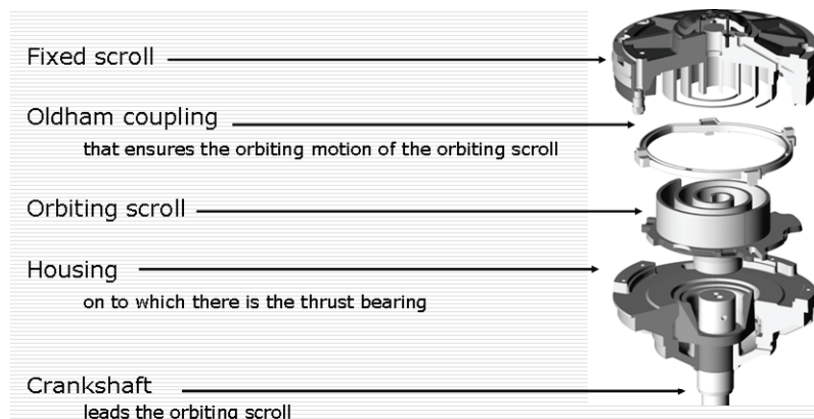 Fixed scroll
Oldham coupling
that ensures the orbiting motion of the orbiting scroll
Orbiting scroll
Housing
on to which there is the thrust bearing
Crankshaft
leads the orbiting scroll